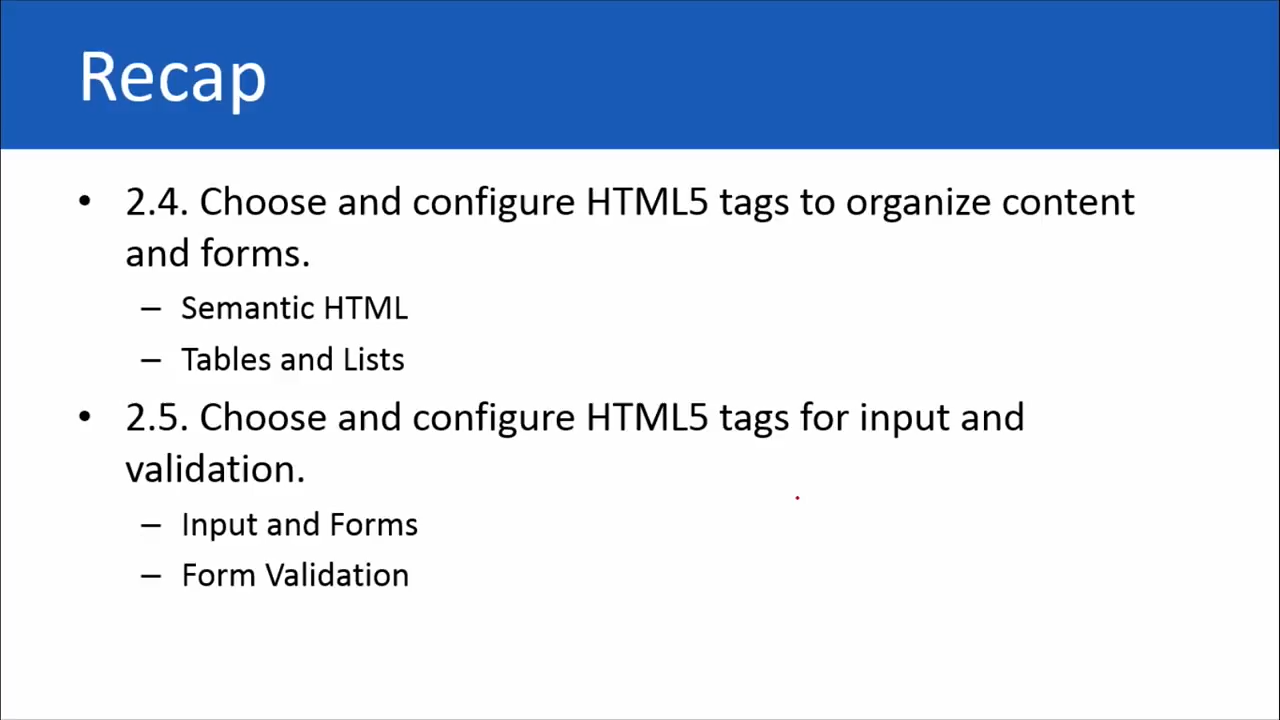 Recap
• 2.4. Choose and configure HTML5 tags to organize content
and forms.
– Semantic HTML
– Tables and Lists
• 2.5. Choose and configure HTML5 tags for input and
validation.
– Input and Forms
– Form Validation